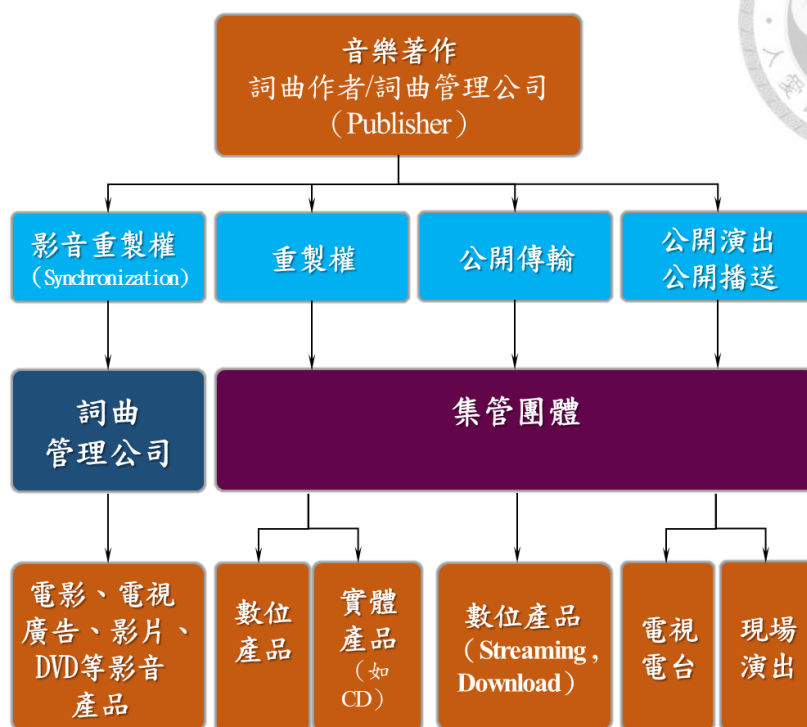 音樂著作
詞曲作者/詞曲管理公司
（Publisher）
影音重製權
（Synchronization）
重製權
公開傳輸
公開演出
公開播送
詞曲
管理公司
集管團體
電影、電視
廣告、影片、
DVD等影音
產品
數位
產品
實體
產品
（如
CD）
數位產品
（Streaming ,
Download）
電視
電台
現場
演出